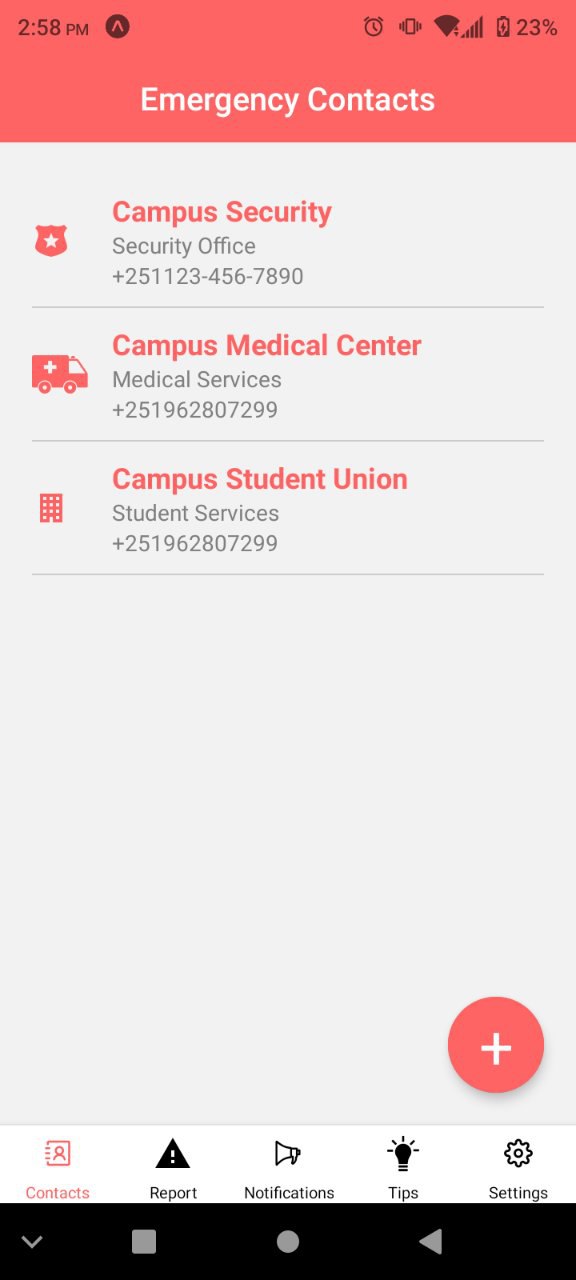 2:58 PM 23%
Emergency Contacts
Campus Security
Security Office
+251123-456-7890
Campus Medical Center
Medical Services
+251962807299
Campus Student Union
Student Services
+251962807299
Contacts Report Notifications Tips Settings